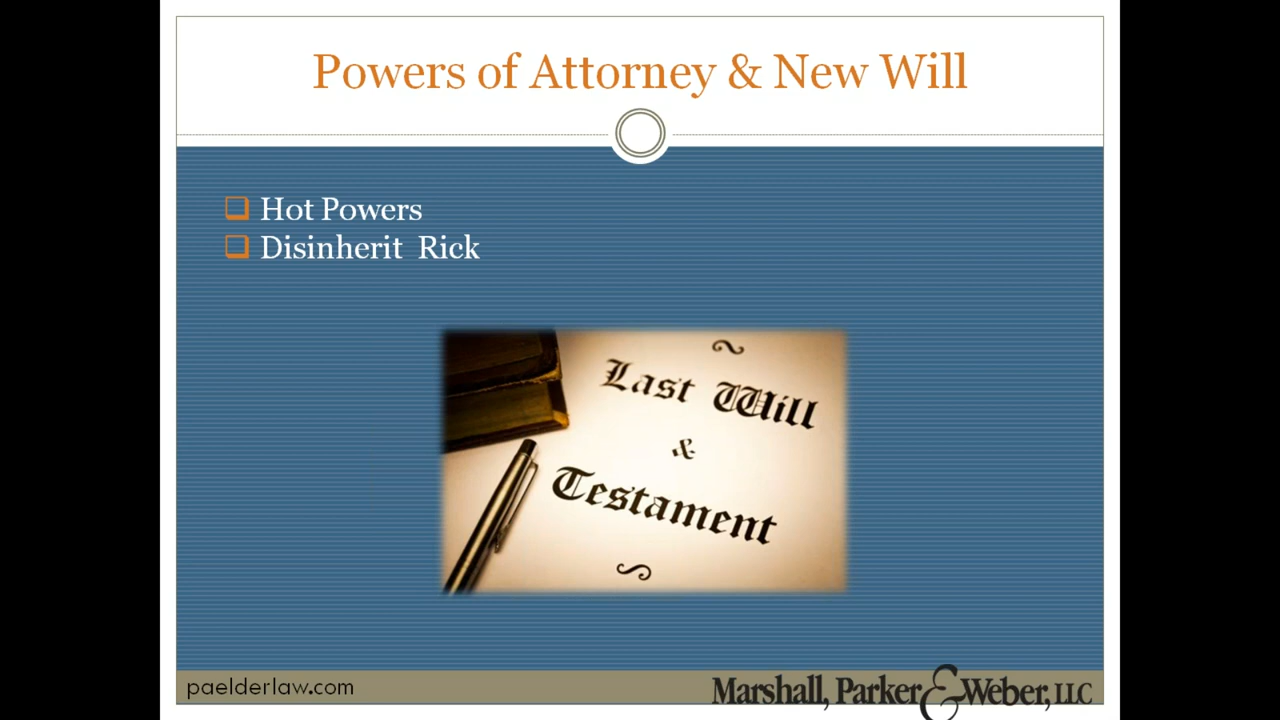 Powers of Attorney & New Will
Hot Powers
Disinherit Rick
Last Will
&
Testament
paelderlaw.com
Marshall, Parker & Weber, LLC